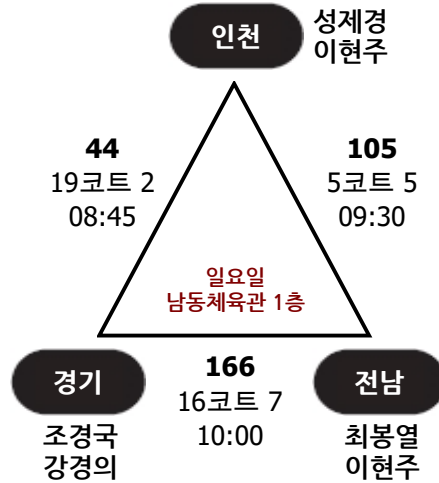 인천
성제경
이현주
44
19코트 2
08:45
105
5코트 5
09:30
일요일
남동체육관 1층
경기
조경국
강경의
166
16코트 7
10:00
전남
최봉열
이현주